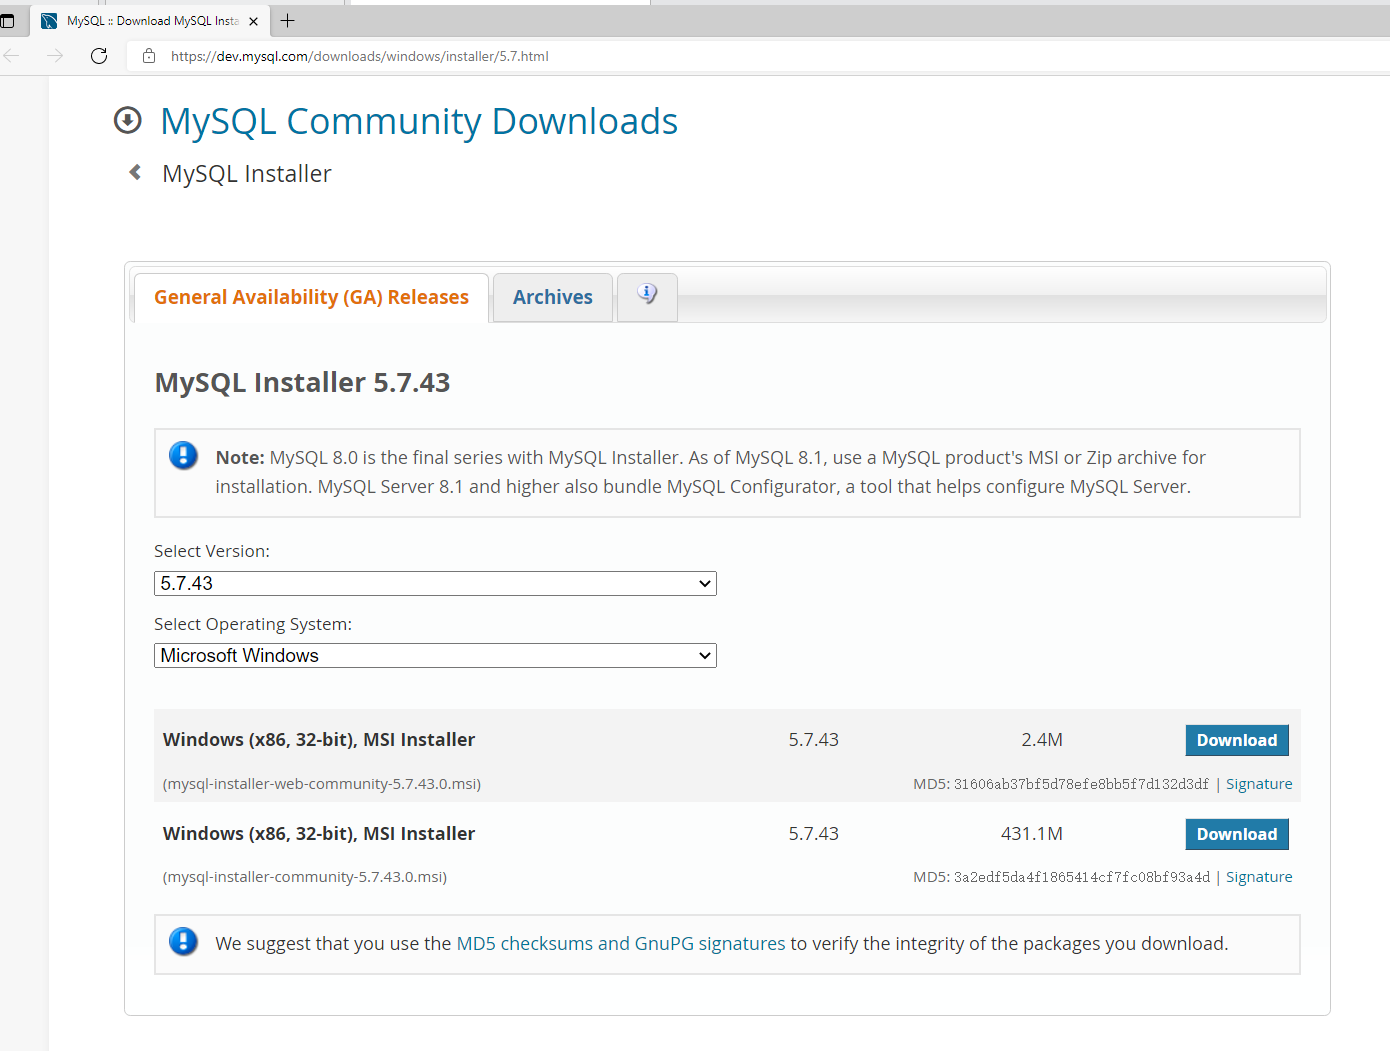 MySQL :: Download MySQL Insta
https://dev.mysql.com/downloads/windows/installer/5.7.html
MySQL Community Downloads
MySQL Installer
General Availability (GA) Releases
Archives
MySQL Installer 5.7.43
Note: MySQL 8.0 is the final series with MySQL Installer. As of MySQL 8.1, use a MySQL product's MSI or Zip archive for
installation. MySQL Server 8.1 and higher also bundle MySQL Configurator, a tool that helps configure MySQL Server.
Select Version:
5.7.43
Select Operating System:
Microsoft Windows
Windows (x86, 32-bit), MSI Installer 5.7.43 2.4M Download
(mysql-installer-web-community-5.7.43.0.msi) MD5: 31606ab37bf5d78efe8bb5f7d132d3df | Signature
Windows (x86, 32-bit), MSI Installer 5.7.43 431.1M Download
(mysql-installer-community-5.7.43.0.msi) MD5: 3a2edf5da4f1865414cf7fc08bf93a4d | Signature
We suggest that you use the MD5 checksums and GnuPG signatures to verify the integrity of the packages you download.